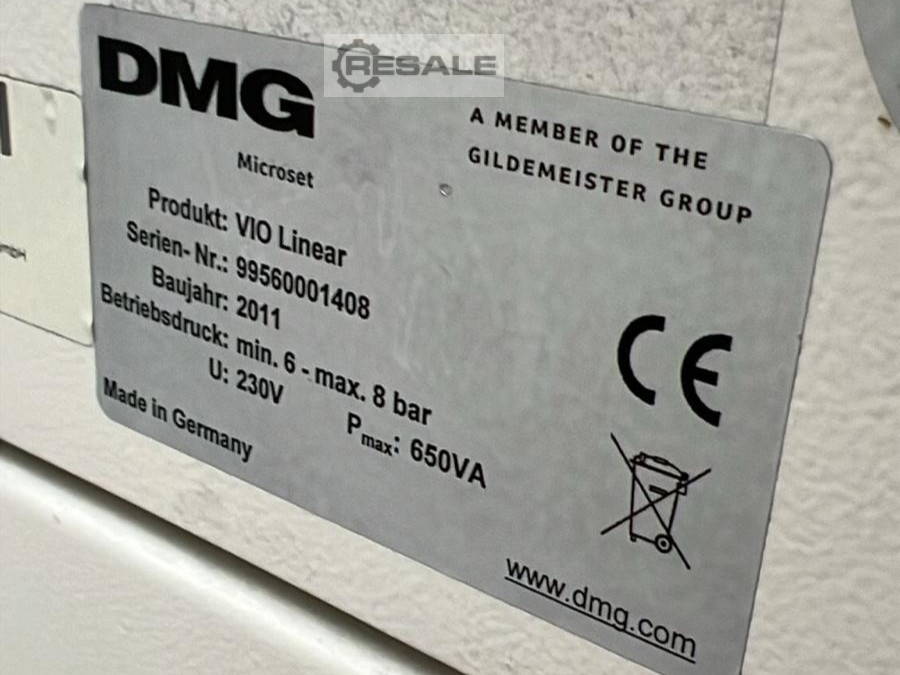 DMG
RESALE
Microset
A MEMBER OF THE
GILDEMEISTER GROUP
Produkt: VIO Linear
Serien- Nr.: 99560001408
Baujahr: 2011
Betriebsdruck: min. 6 - max. 8 bar
U: 230V
Pmax: 650VA
Made in Germany
CE
www.dmg.com